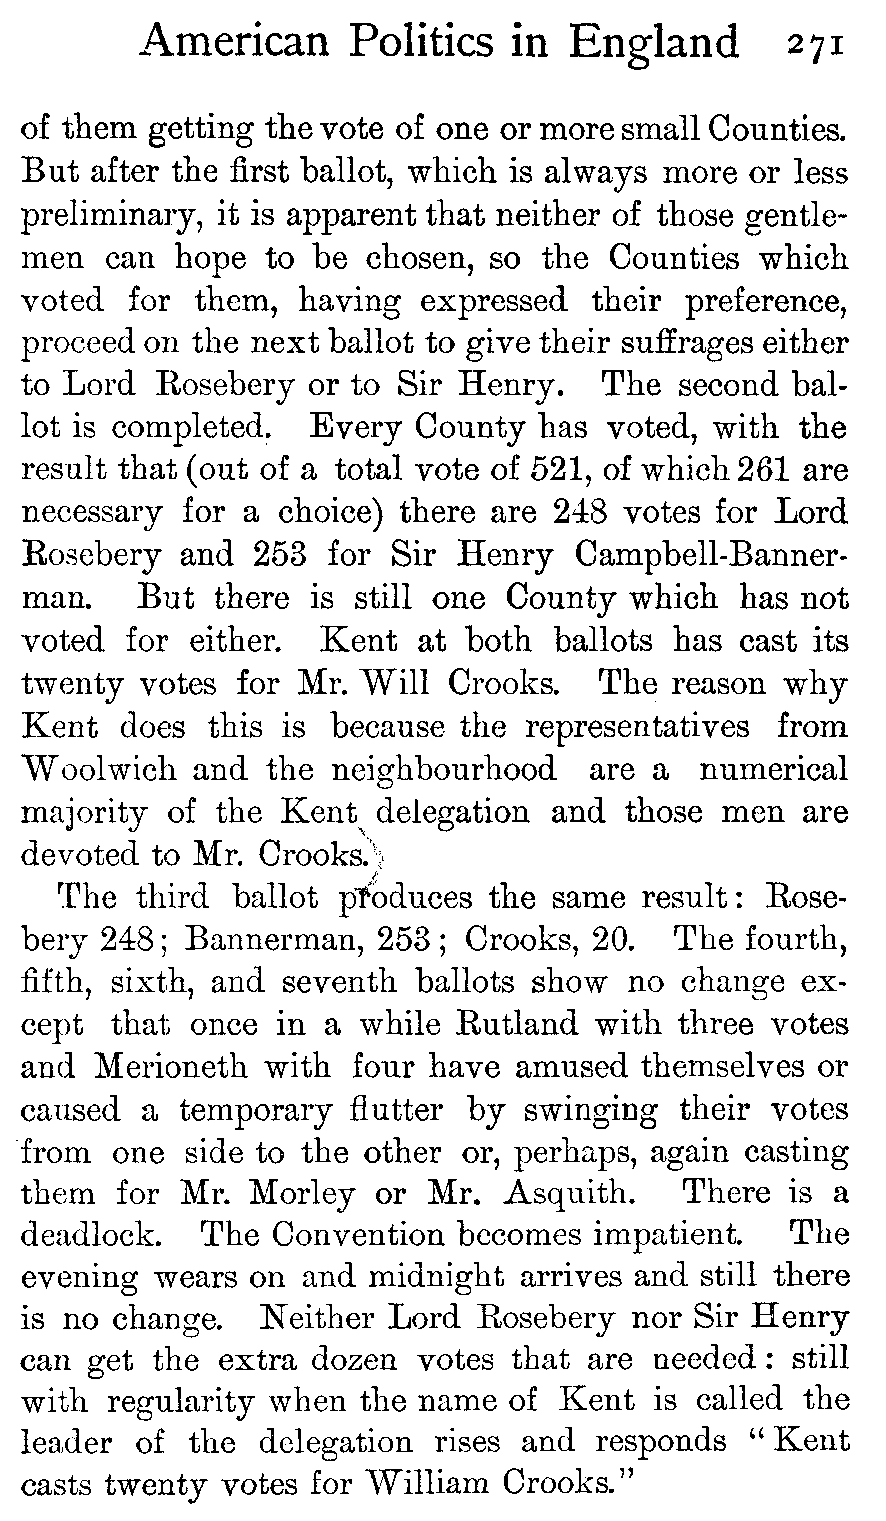 American Politics in England 271
of them getting the vote of one or more small Counties.
But after the first ballot, which is always more or less
preliminary, it is apparent that neither of those gentle-
men can hope to be chosen, so the Counties which
voted for them, having expressed their preference,
proceed on the next ballot to give their suffrages either
to Lord Rosebery or to Sir Henry. The second bal-
lot is completed. Every County has voted, with the
result that (out of a total vote of 521, of which 261 are
necessary for a choice) there are 248 votes for Lord
Rosebery and 253 for Sir Henry Campbell-Banner-
man. But there is still one County which has not
voted for either. Kent at both ballots has cast its
twenty votes for Mr. Will Crooks. The reason why
Kent does this is because the representatives from
Woolwich and the neighbourhood are a numerical
majority of the Kent delegation and those men are
devoted to Mr. Crooks.
The third ballot produces the same result: Rose-
bery 248; Bannerman, 253; Crooks, 20. The fourth,
fifth, sixth, and seventh ballots show no change ex-
cept that once in a while Rutland with three votes
and Merioneth with four have amused themselves or
caused a temporary flutter by swinging their votes
from one side to the other or, perhaps, again casting
them for Mr. Morley or Mr. Asquith. There is a
deadlock. The Convention becomes impatient. The
evening wears on and midnight arrives and still there
is no change. Neither Lord Rosebery nor Sir Henry
can get the extra dozen votes that are needed: still
with regularity when the name of Kent is called the
leader of the delegation rises and responds "Kent
casts twenty votes for William Crooks."